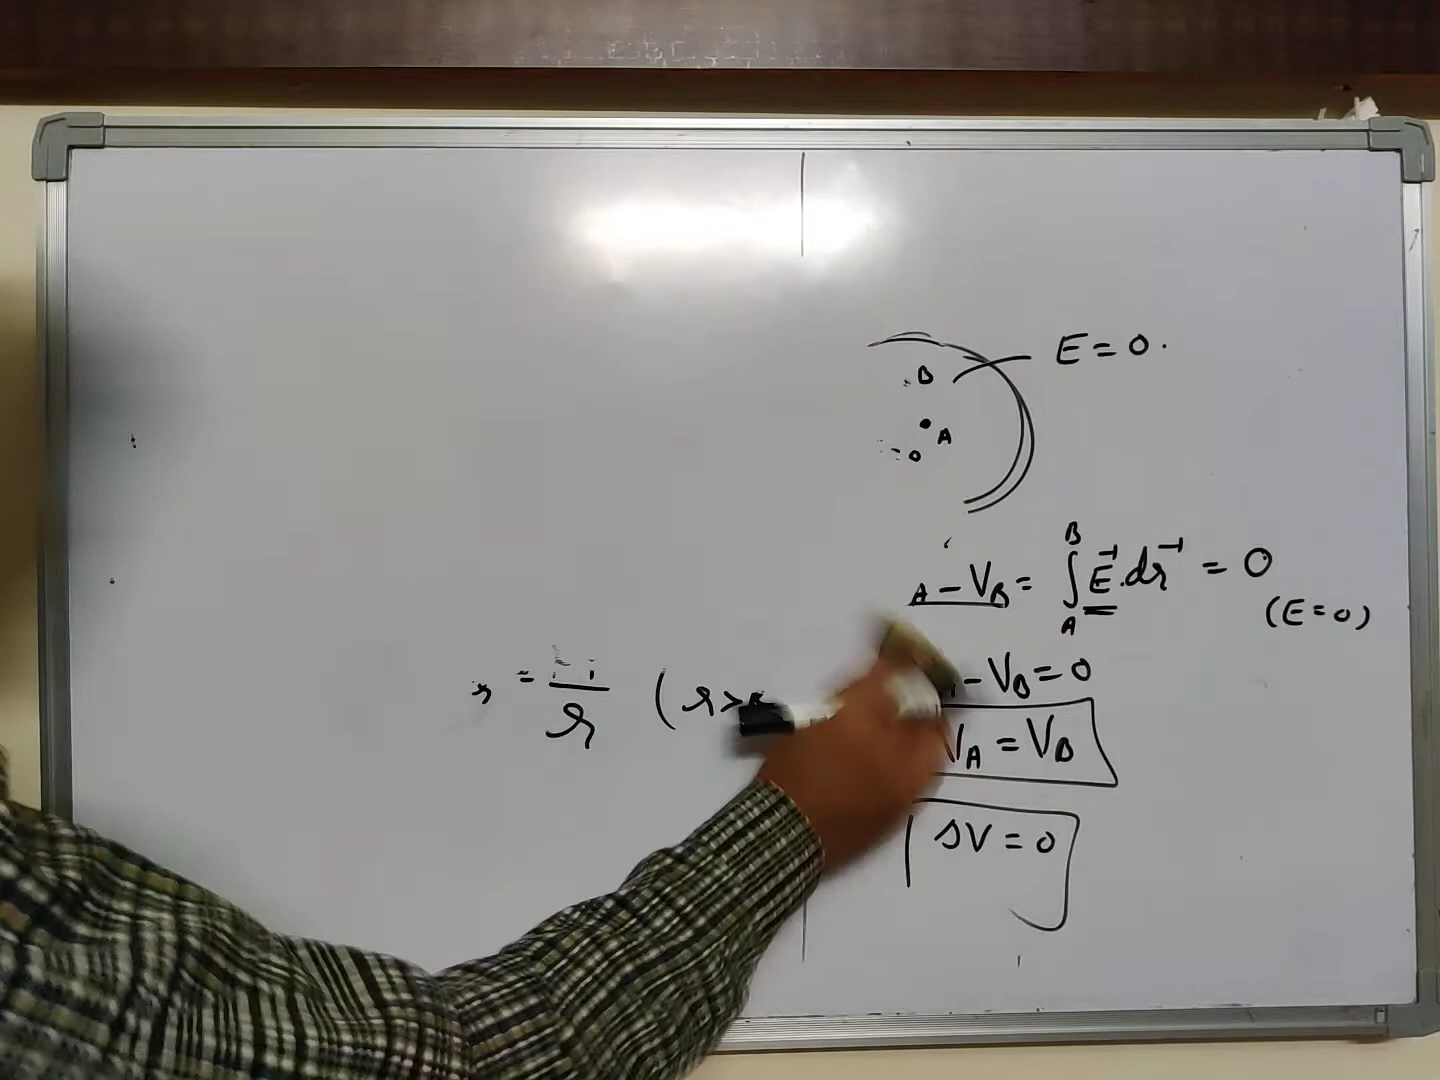 E = 0.
B
A
A - V_B = ∫_A^B E⃗ . dr⃗ = 0
(E = 0)
- V_B = 0
V_A = V_B
ΔV = 0
= / r (r >